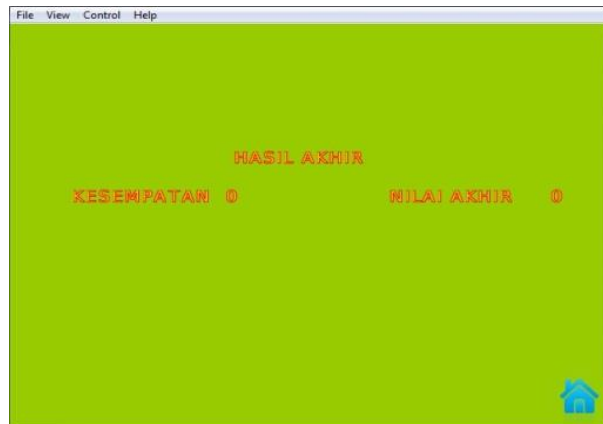 File View Control Help
HASIL AKHIR
KESEMPATAN 0 NILAI AKHIR 0